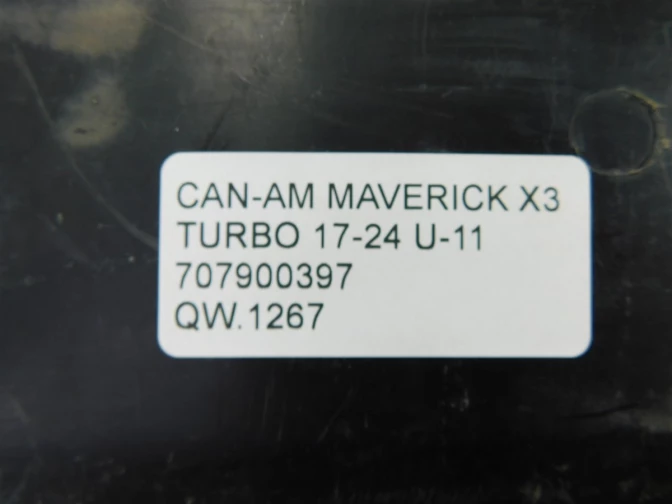 CAN-AM MAVERICK X3
TURBO 17-24 U-11
707900397
QW.1267